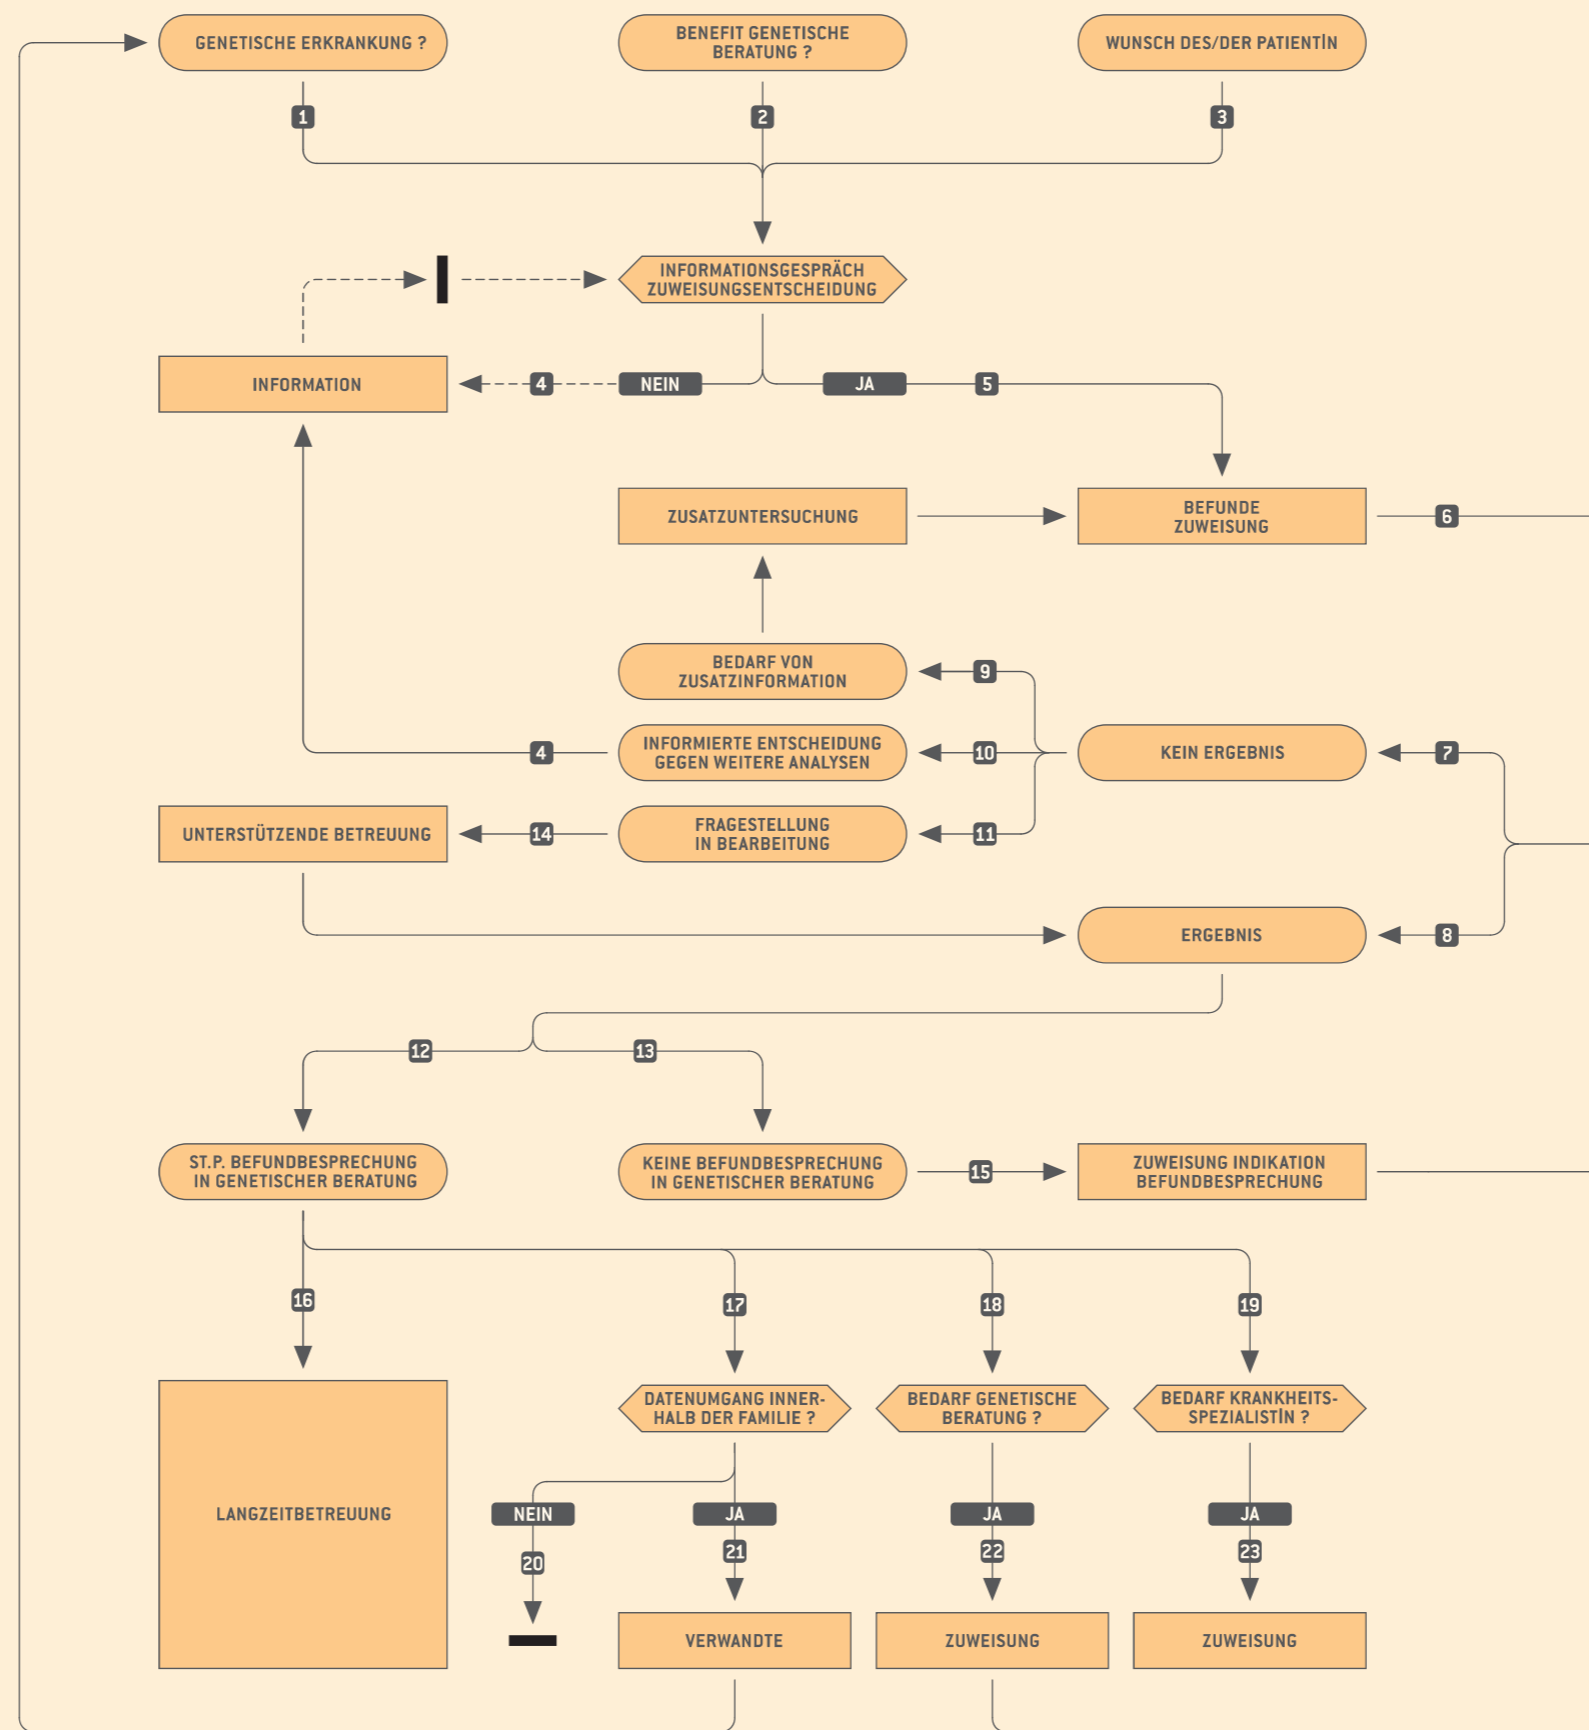 GENETISCHE ERKRANKUNG ?
BENEFIT GENETISCHE
BERATUNG ?
WUNSCH DES/DER PATIENTİN
1
2
3
INFORMATIONSGESPRÄCH
ZUWEISUNGSENTSCHEIDUNG
INFORMATION
4
NEIN
JA
5
ZUSATZUNTERSUCHUNG
BEFUNDE
ZUWEISUNG
6
BEDARF VON
ZUSATZINFORMATION
9
INFORMIERTE ENTSCHEIDUNG
GEGEN WEITERE ANALYSEN
4
10
KEIN ERGEBNIS
7
UNTERSTÜTZENDE BETREUUNG
14
FRAGESTELLUNG
IN BEARBEITUNG
11
ERGEBNIS
8
12
13
ST.P. BEFUNDBESPRECHUNG
IN GENETISCHER BERATUNG
KEINE BEFUNDBESPRECHUNG
IN GENETISCHER BERATUNG
15
ZUWEISUNG INDIKATION
BEFUNDBESPRECHUNG
16
17
18
19
DATENUMGANG INNER-
HALB DER FAMILIE ?
BEDARF GENETISCHE
BERATUNG ?
BEDARF KRANKHEITS-
SPEZIALISTİN ?
LANGZEITBETREUUNG
NEIN
JA
JA
JA
20
21
22
23
VERWANDTE
ZUWEISUNG
ZUWEISUNG